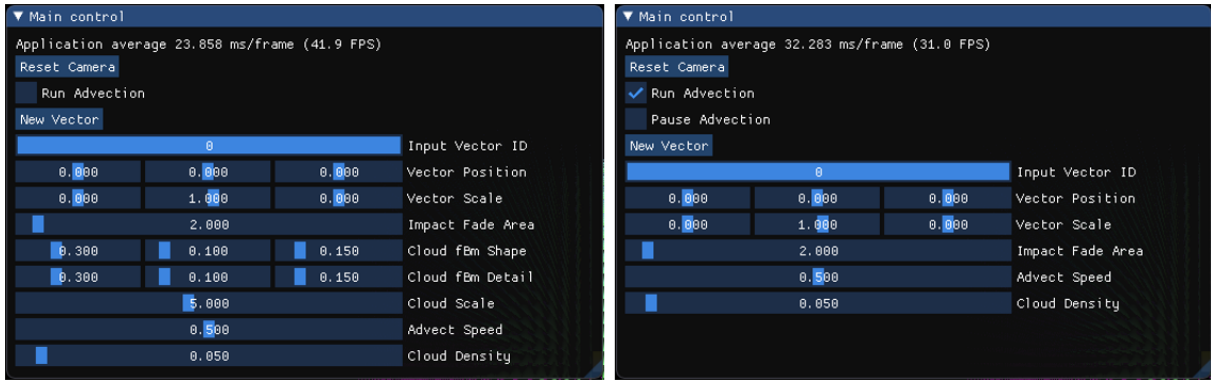 Main control
Application average 23.858 ms/frame (41.9 FPS)
Reset Camera
Run Advection
New Vector
0 Input Vector ID
0.000 0.000 0.000 Vector Position
0.000 1.000 0.000 Vector Scale
2.000 Impact Fade Area
0.300 0.100 0.150 Cloud fBm Shape
0.300 0.100 0.150 Cloud fBm Detail
5.000 Cloud Scale
0.500 Advect Speed
0.050 Cloud Density
Main control
Application average 32.283 ms/frame (31.0 FPS)
Reset Camera
Run Advection
Pause Advection
New Vector
0 Input Vector ID
0.000 0.000 0.000 Vector Position
0.000 1.000 0.000 Vector Scale
2.000 Impact Fade Area
0.500 Advect Speed
0.050 Cloud Density